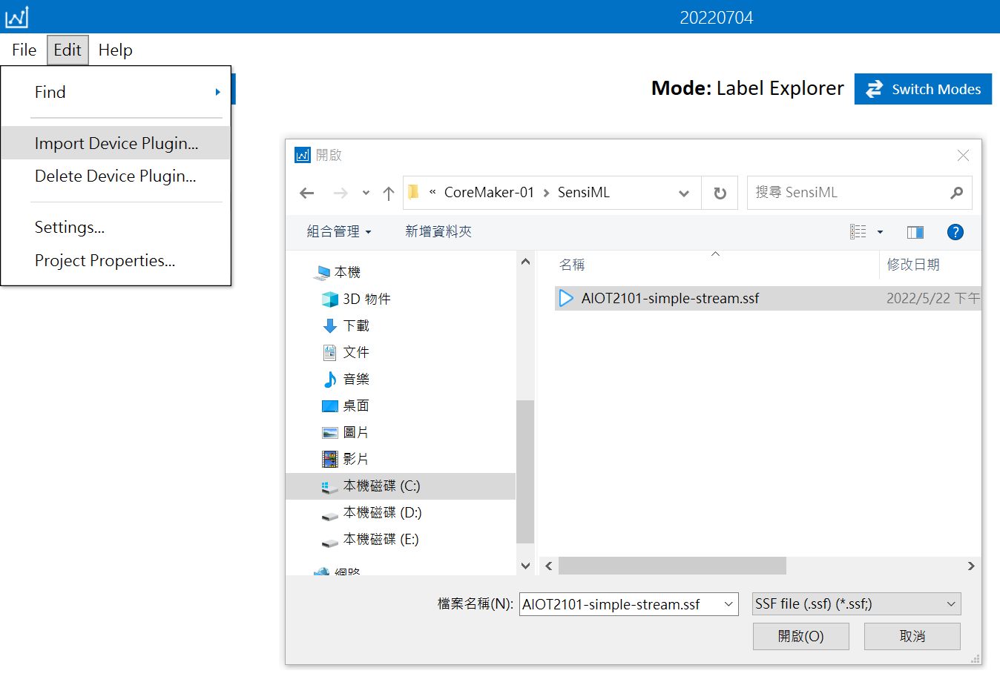 20220704
File Edit Help
Find
Import Device Plugin...
Delete Device Plugin...
Settings...
Project Properties...
Mode: Label Explorer
Switch Modes
開啟
« CoreMaker-01 SensiML
搜尋 SensiML
組合管理
新增資料夾
本機
3D 物件
下載
文件
音樂
桌面
圖片
影片
本機磁碟 (C:)
本機磁碟 (D:)
本機磁碟 (E:)
網路
名稱
修改日期
AIOT2101-simple-stream.ssf
2022/5/22 下午
檔案名稱(N):
AIOT2101-simple-stream.ssf
SSF file (.ssf) (*.ssf;)
開啟(O)
取消